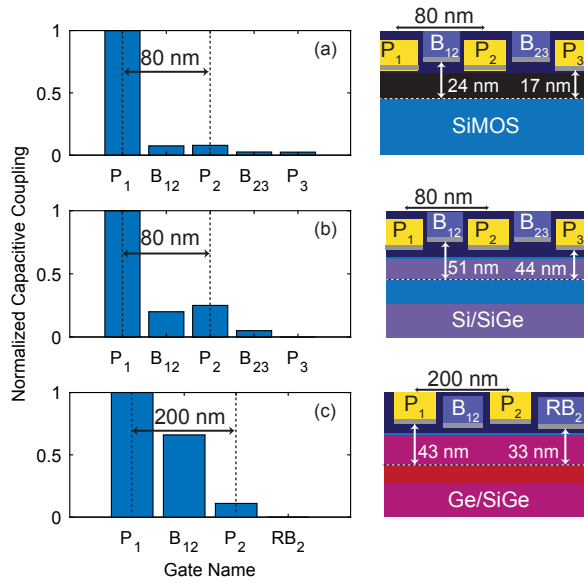 Normalized Capacitive Coupling
1
0.5
0
(a)
80 nm
P1 B12 P2 B23 P3
80 nm
P1 B12 P2 B23 P3
24 nm 17 nm
SiMOS
1
0.5
0
(b)
80 nm
P1 B12 P2 B23 P3
80 nm
P1 B12 P2 B23 P3
51 nm 44 nm
Si/SiGe
1
0.5
0
(c)
200 nm
P1 B12 P2 RB2
Gate Name
200 nm
P1 B12 P2 RB2
43 nm 33 nm
Ge/SiGe